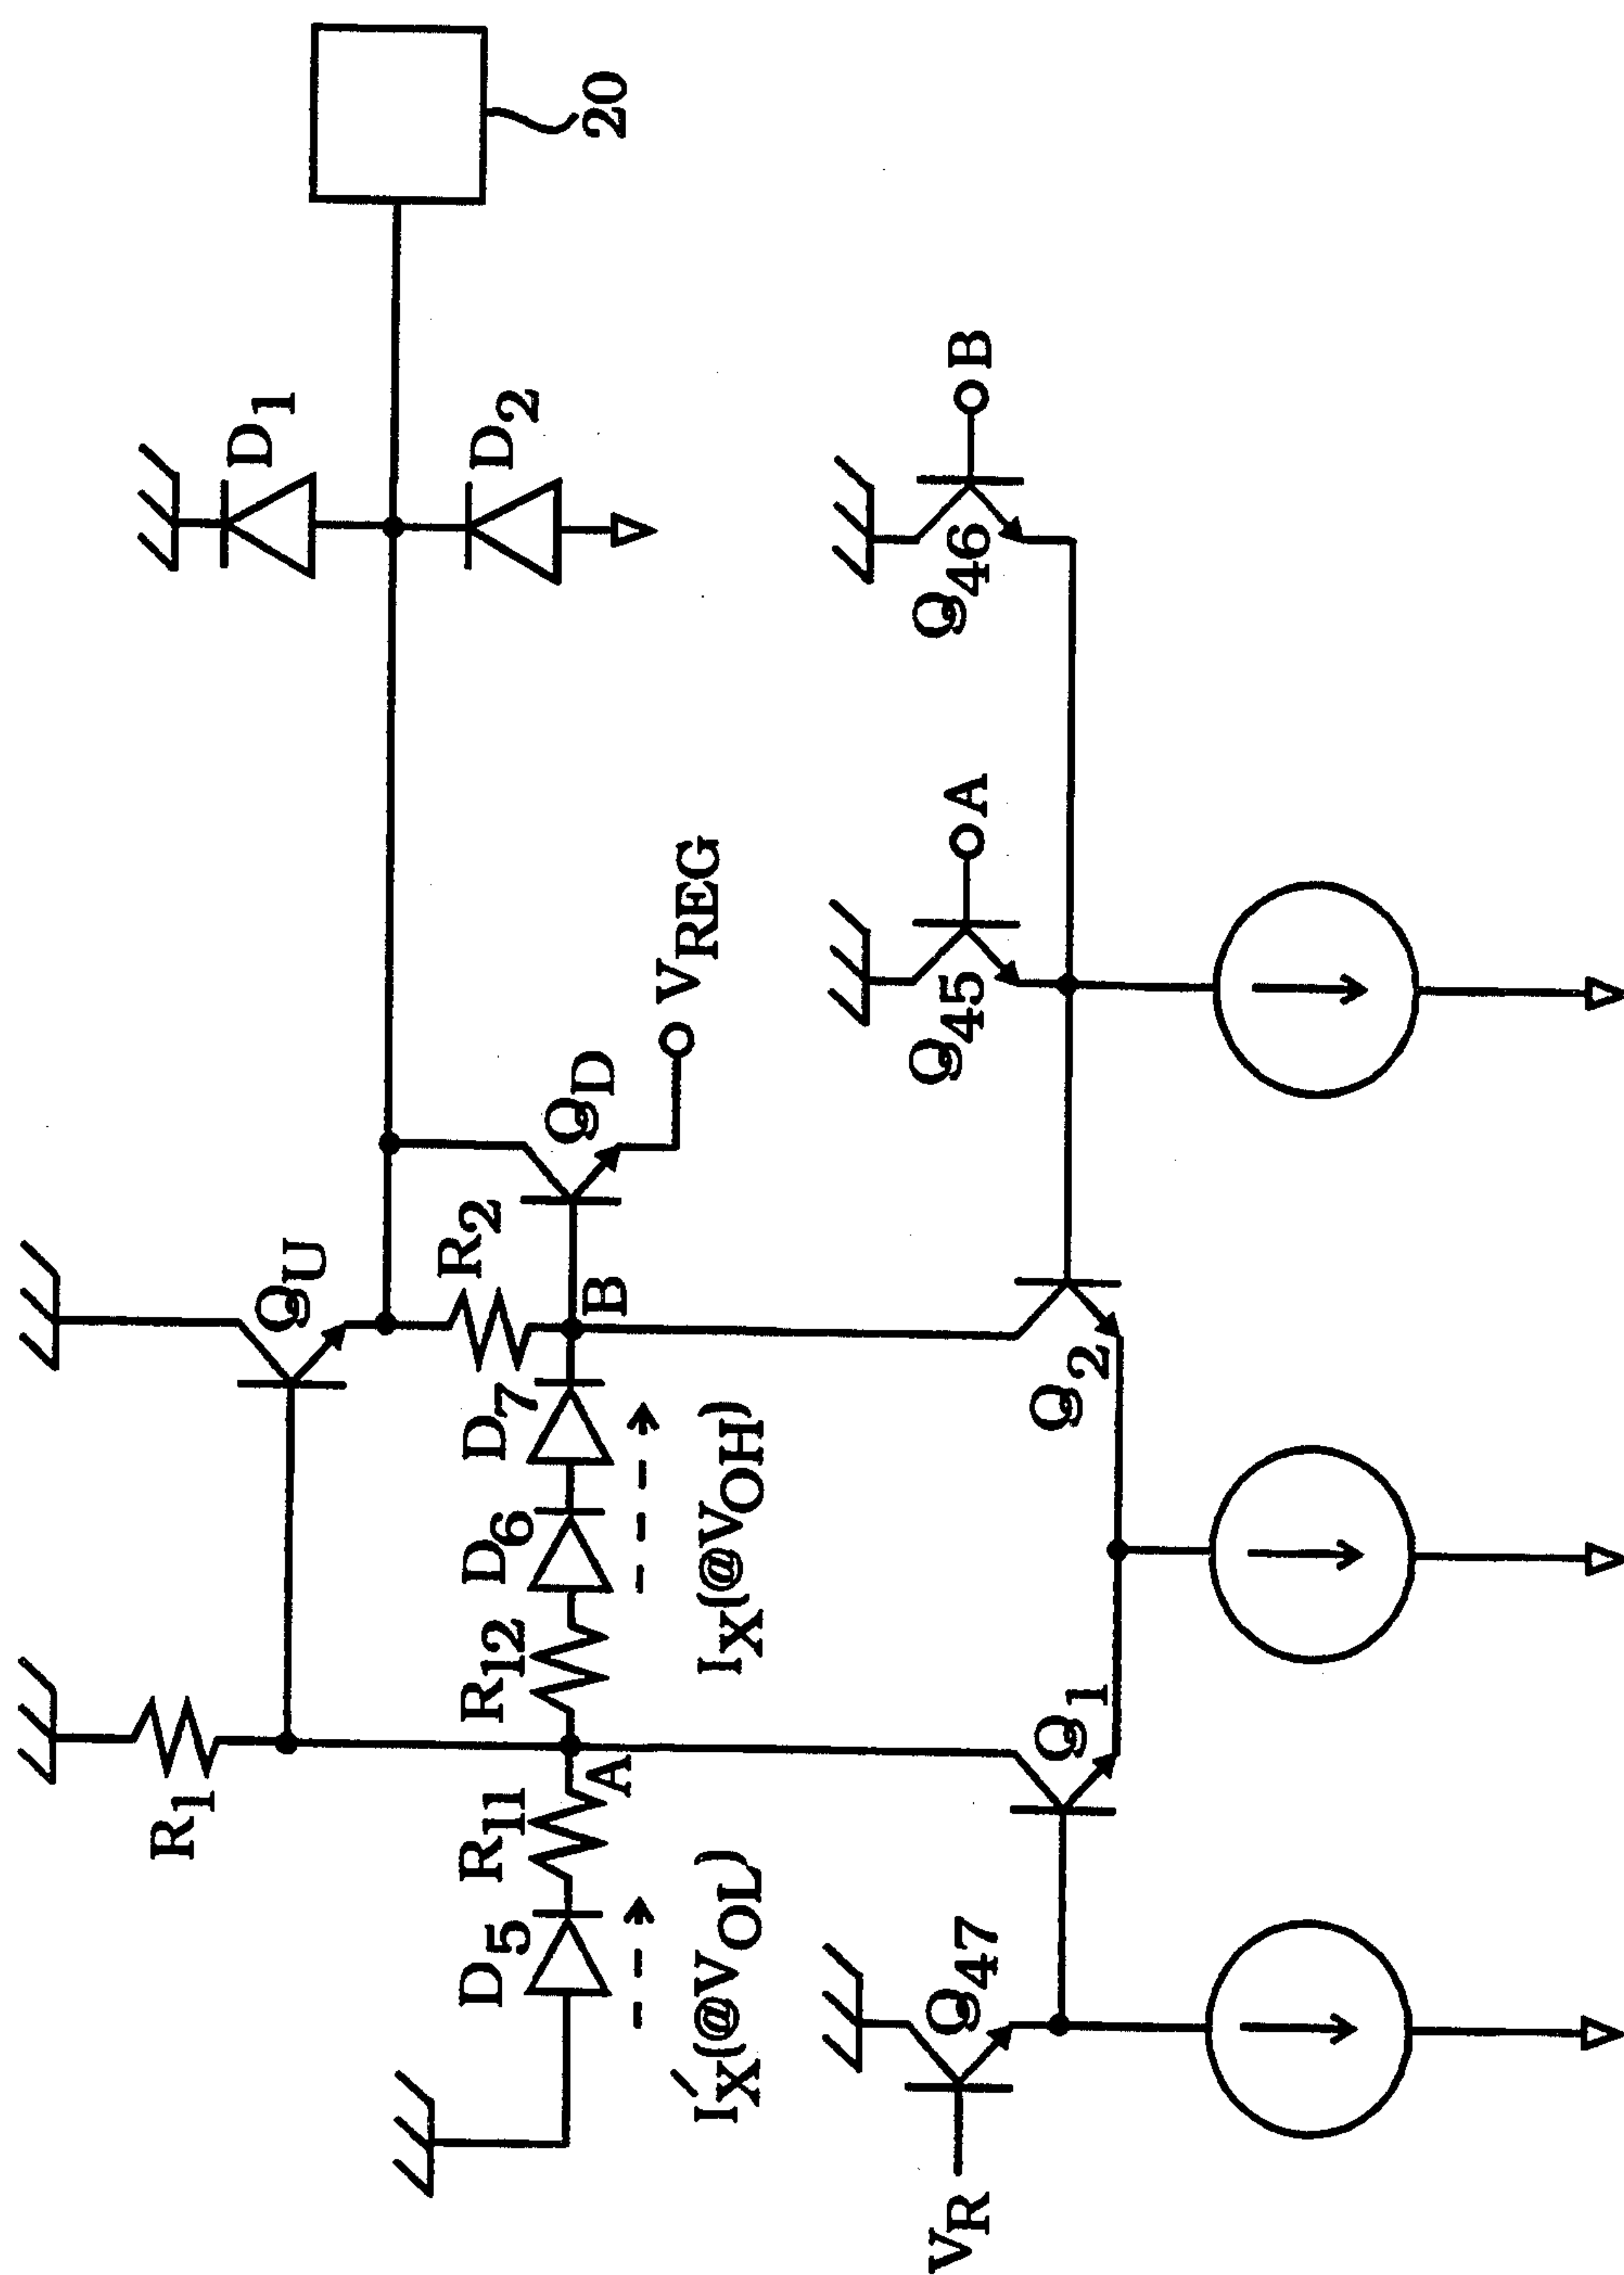 R1
QU
D1
20
D2
D5
R11
A
R12
D6
D7
R2
B
QD
VREG
I'X(@VOL)
IX(@VOH)
VR
Q47
Q1
Q2
Q45
A
Q46
B